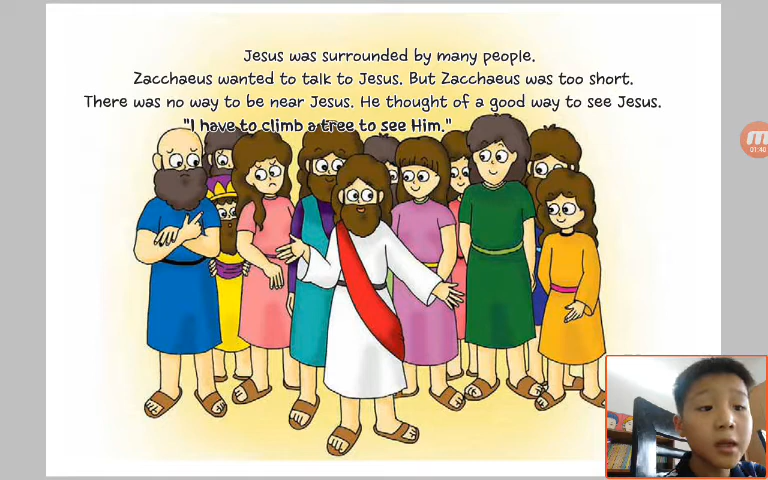 Jesus was surrounded by many people.
Zacchaeus wanted to talk to Jesus. But Zacchaeus was too short.
There was no way to be near Jesus. He thought of a good way to see Jesus.
"I have to climb a tree to see Him."
M
01:40